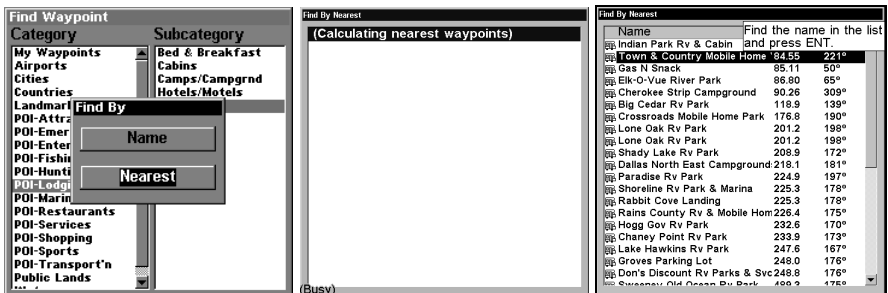 Find Waypoint
Category
Subcategory
My Waypoints
Airports
Cities
Countries
Landmar
POI-Attra
POI-Emer
POI-Enter
POI-Fishin
POI-Hunti
POI-Lodgi
POI-Marin
POI-Restaurants
POI-Services
POI-Shopping
POI-Sports
POI-Transport'n
Public Lands
Bed & Breakfast
Cabins
Camps/Campgrnd
Hotels/Motels
Find By
Name
Nearest
Find By Nearest
(Calculating nearest waypoints)
(Busy)
Find By Nearest
Name
Find the name in the list
and press ENT.
Indian Park Rv & Cabin
Town & Country Mobile Home 84.55 221°
Gas N Snack 85.11 50°
Elk-O-Vue River Park 86.80 65°
Cherokee Strip Campground 90.26 309°
Big Cedar Rv Park 118.9 139°
Crossroads Mobile Home Park 176.8 190°
Lone Oak Rv Park 201.2 198°
Lone Oak Rv Park 201.2 198°
Shady Lake Rv Park 208.9 172°
Dallas North East Campground 218.1 181°
Paradise Rv Park 224.9 197°
Shoreline Rv Park & Marina 225.3 178°
Rabbit Cove Landing 225.3 178°
Rains County Rv & Mobile Hom 226.4 175°
Hogg Gov Rv Park 232.6 170°
Chaney Point Rv Park 233.9 173°
Lake Hawkins Rv Park 247.6 167°
Groves Parking Lot 248.0 176°
Don's Discount Rv Parks & Svc 248.8 176°
Sweeney Old Ocean Rv Park 489.3 175°